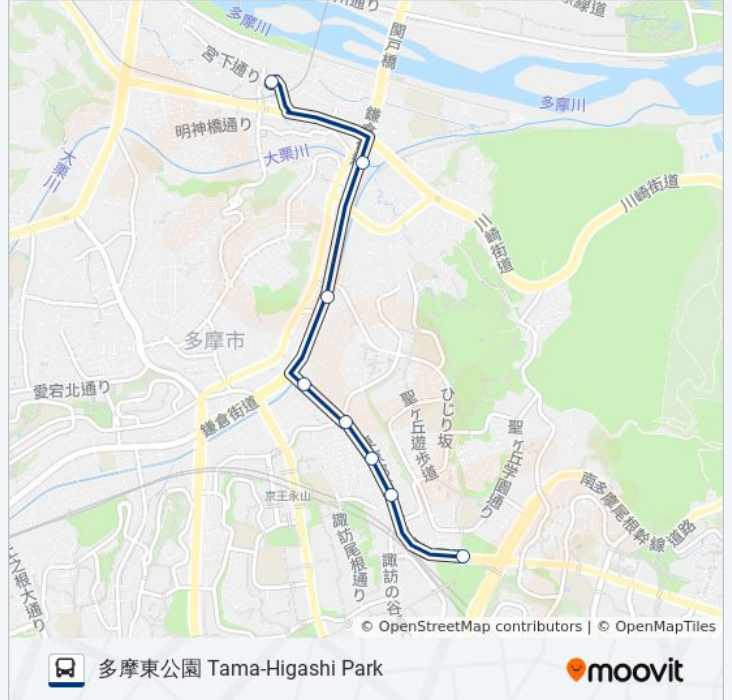 多摩川
関戸橋
宮下通り
多摩川
明神橋通り
大栗川
大栗川
川崎街道
川崎街道
多摩市
愛宕北通り
鎌倉街道
聖ヶ丘遊歩道
ひじり坂
聖ヶ丘学園通り
京王永山
南多摩尾根幹線道路
諏訪尾根通り
諏訪の谷
© OpenStreetMap contributors | © OpenMapTiles
多摩東公園 Tama-Higashi Park
moovit